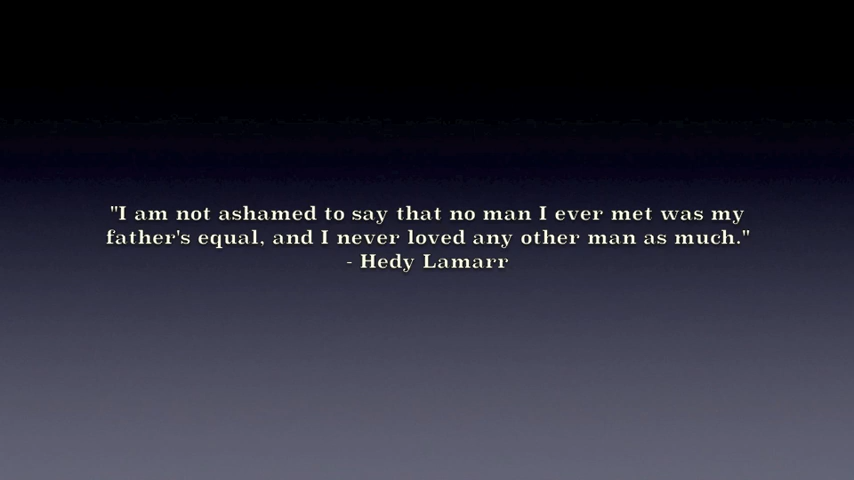 "I am not ashamed to say that no man I ever met was my
father's equal, and I never loved any other man as much."
- Hedy Lamarr